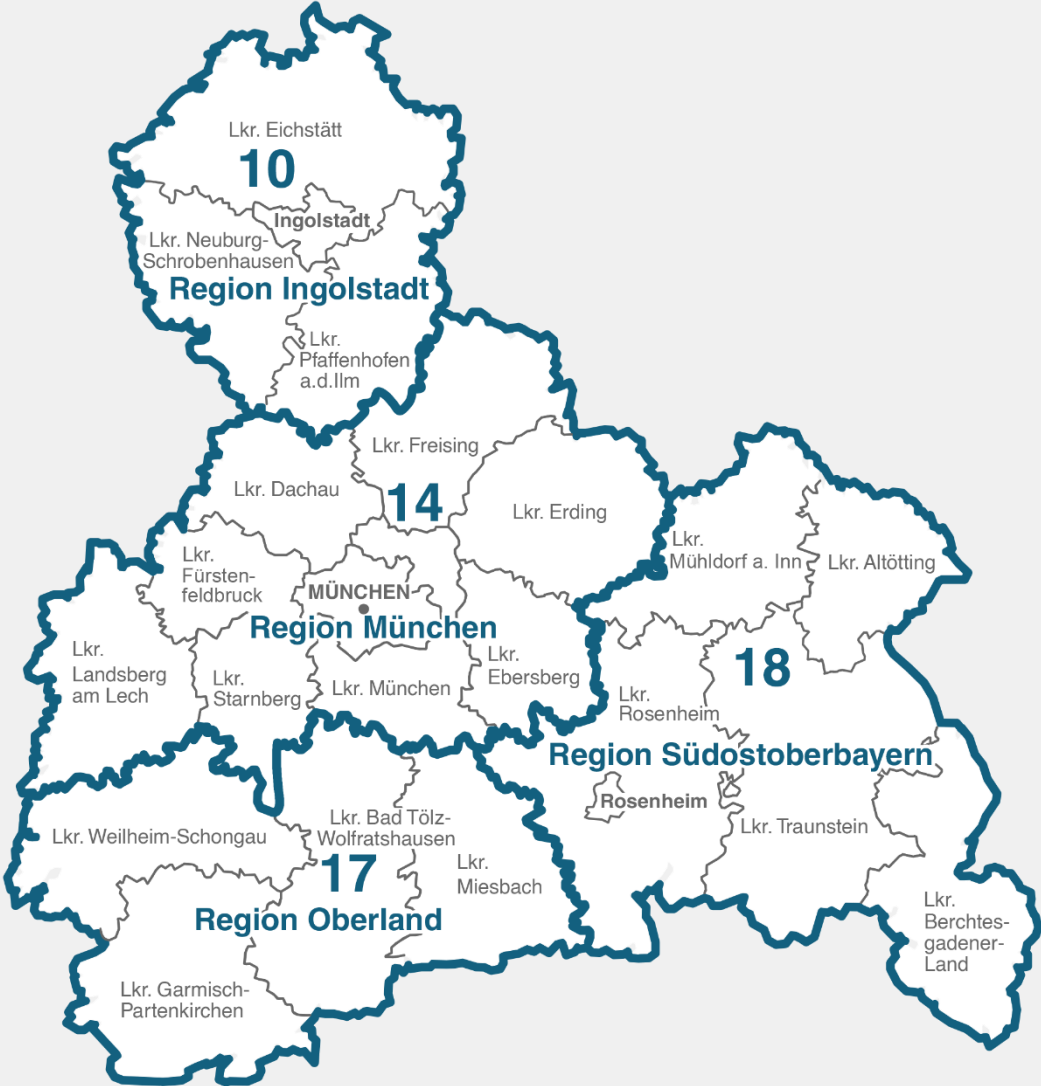 Lkr. Eichstätt
10
Ingolstadt
Lkr. Neuburg-
Schrobenhausen
Region Ingolstadt
Lkr.
Pfaffenhofen
a.d.Ilm
Lkr. Freising
Lkr. Dachau
14
Lkr. Erding
Lkr.
Fürsten-
feldbruck
MÜNCHEN
Region München
Lkr.
Landsberg
am Lech
Lkr.
Starnberg
Lkr. München
Lkr.
Ebersberg
Lkr.
Mühldorf a. Inn
Lkr. Altötting
18
Lkr.
Rosenheim
Region Südostoberbayern
Rosenheim
Lkr. Traunstein
Lkr.
Berchtes-
gadener-
Land
Lkr. Weilheim-Schongau
Lkr. Bad Tölz-
Wolfratshausen
17
Lkr.
Miesbach
Region Oberland
Lkr. Garmisch-
Partenkirchen